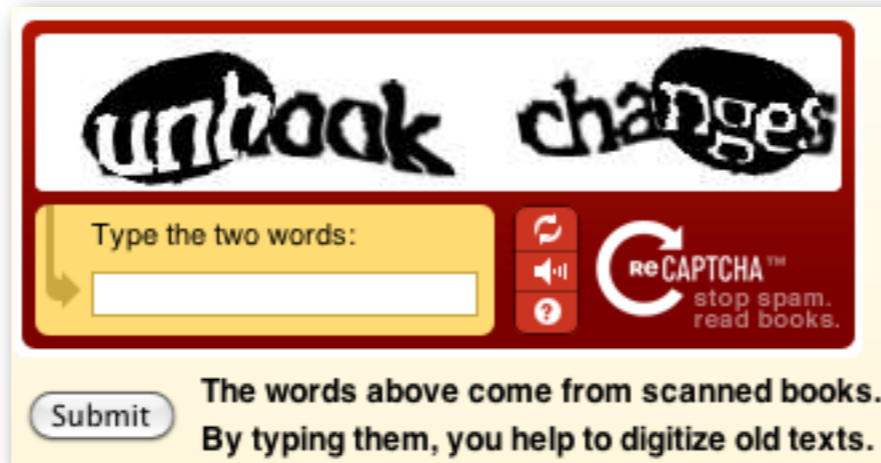 unhook changes
Type the two words:
ReCAPTCHA™
stop spam.
read books.
Submit
The words above come from scanned books.
By typing them, you help to digitize old texts.